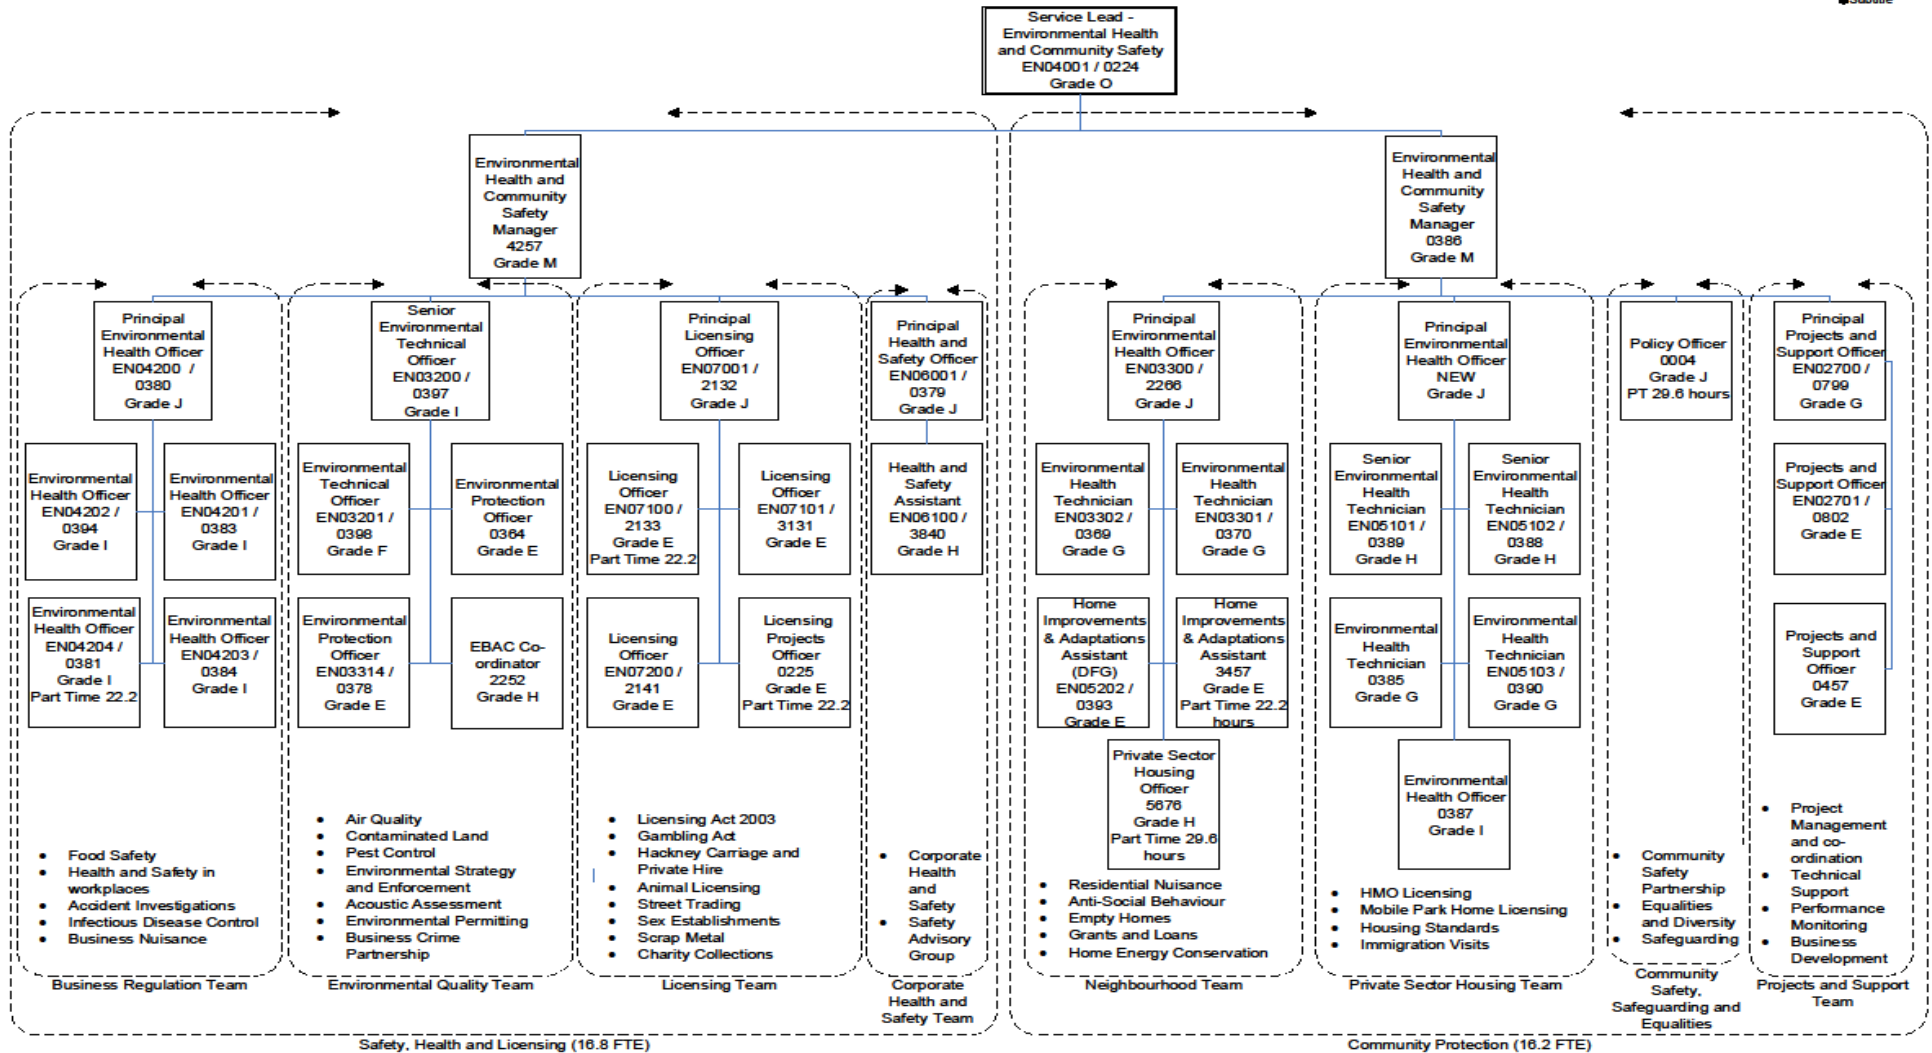 Service Lead -
Environmental Health
and Community Safety
EN04001 / 0224
Grade O
Environmental
Health and
Community
Safety
Manager
4257
Grade M
Environmental
Health and
Community
Safety
Manager
0386
Grade M
Principal
Environmental
Health Officer
EN04200 /
0380
Grade J
Senior
Environmental
Technical
Officer
EN03200 /
0397
Grade I
Principal
Licensing
Officer
EN07001 /
2132
Grade J
Principal
Health and
Safety Officer
EN06001 /
0379
Grade J
Principal
Environmental
Health Officer
EN03300 /
2266
Grade J
Principal
Environmental
Health Officer
NEW
Grade J
Policy Officer
0004
Grade J
PT 29.6 hours
Principal
Projects and
Support Officer
EN02700 /
0799
Grade G
Environmental
Health Officer
EN04202 /
0394
Grade I
Environmental
Health Officer
EN04201 /
0383
Grade I
Environmental
Technical
Officer
EN03201 /
0398
Grade F
Environmental
Protection
Officer
0364
Grade E
Licensing
Officer
EN07100 /
2133
Grade E
Part Time 22.2
Licensing
Officer
EN07101 /
3131
Grade E
Health and
Safety
Assistant
EN06100 /
3840
Grade H
Environmental
Health
Technician
EN03302 /
0369
Grade G
Environmental
Health
Technician
EN03301 /
0370
Grade G
Senior
Environmental
Health
Technician
EN05101 /
0389
Grade H
Senior
Environmental
Health
Technician
EN05102 /
0388
Grade H
Projects and
Support Officer
EN02701 /
0802
Grade E
Environmental
Health Officer
EN04204 /
0381
Grade I
Part Time 22.2
Environmental
Health Officer
EN04203 /
0384
Grade I
Environmental
Protection
Officer
EN03314 /
0378
Grade E
EBAC Co-
ordinator
2252
Grade H
Licensing
Officer
EN07200 /
2141
Grade E
Licensing
Projects
Officer
0225
Grade E
Part Time 22.2
Home
Improvements
& Adaptations
Assistant
(DFG)
EN05202 /
0393
Grade E
Home
Improvements
& Adaptations
Assistant
3457
Grade E
Part Time 22.2
hours
Environmental
Health
Technician
0385
Grade G
Environmental
Health
Technician
EN05103 /
0390
Grade G
Projects and
Support
Officer
0457
Grade E
Private Sector
Housing
Officer
5676
Grade H
Part Time 29.6
hours
Environmental
Health Officer
0387
Grade I
• Food Safety
• Health and Safety in
workplaces
• Accident Investigations
• Infectious Disease Control
• Business Nuisance
• Air Quality
• Contaminated Land
• Pest Control
• Environmental Strategy
and Enforcement
• Acoustic Assessment
• Environmental Permitting
• Business Crime
Partnership
• Licensing Act 2003
• Gambling Act
• Hackney Carriage and
Private Hire
• Animal Licensing
• Street Trading
• Sex Establishments
• Scrap Metal
• Charity Collections
• Corporate
Health
and
Safety
• Safety
Advisory
Group
• Residential Nuisance
• Anti-Social Behaviour
• Empty Homes
• Grants and Loans
• Home Energy Conservation
• HMO Licensing
• Mobile Park Home Licensing
• Housing Standards
• Immigration Visits
• Community
Safety
Partnership
• Equalities
and Diversity
• Safeguarding
• Project
Management
and co-
ordination
• Technical
Support
• Performance
Monitoring
• Business
Development
Business Regulation Team
Environmental Quality Team
Licensing Team
Corporate
Health and
Safety Team
Neighbourhood Team
Private Sector Housing Team
Community
Safety,
Safeguarding and
Equalities
Projects and Support
Team
Safety, Health and Licensing (16.8 FTE)
Community Protection (16.2 FTE)